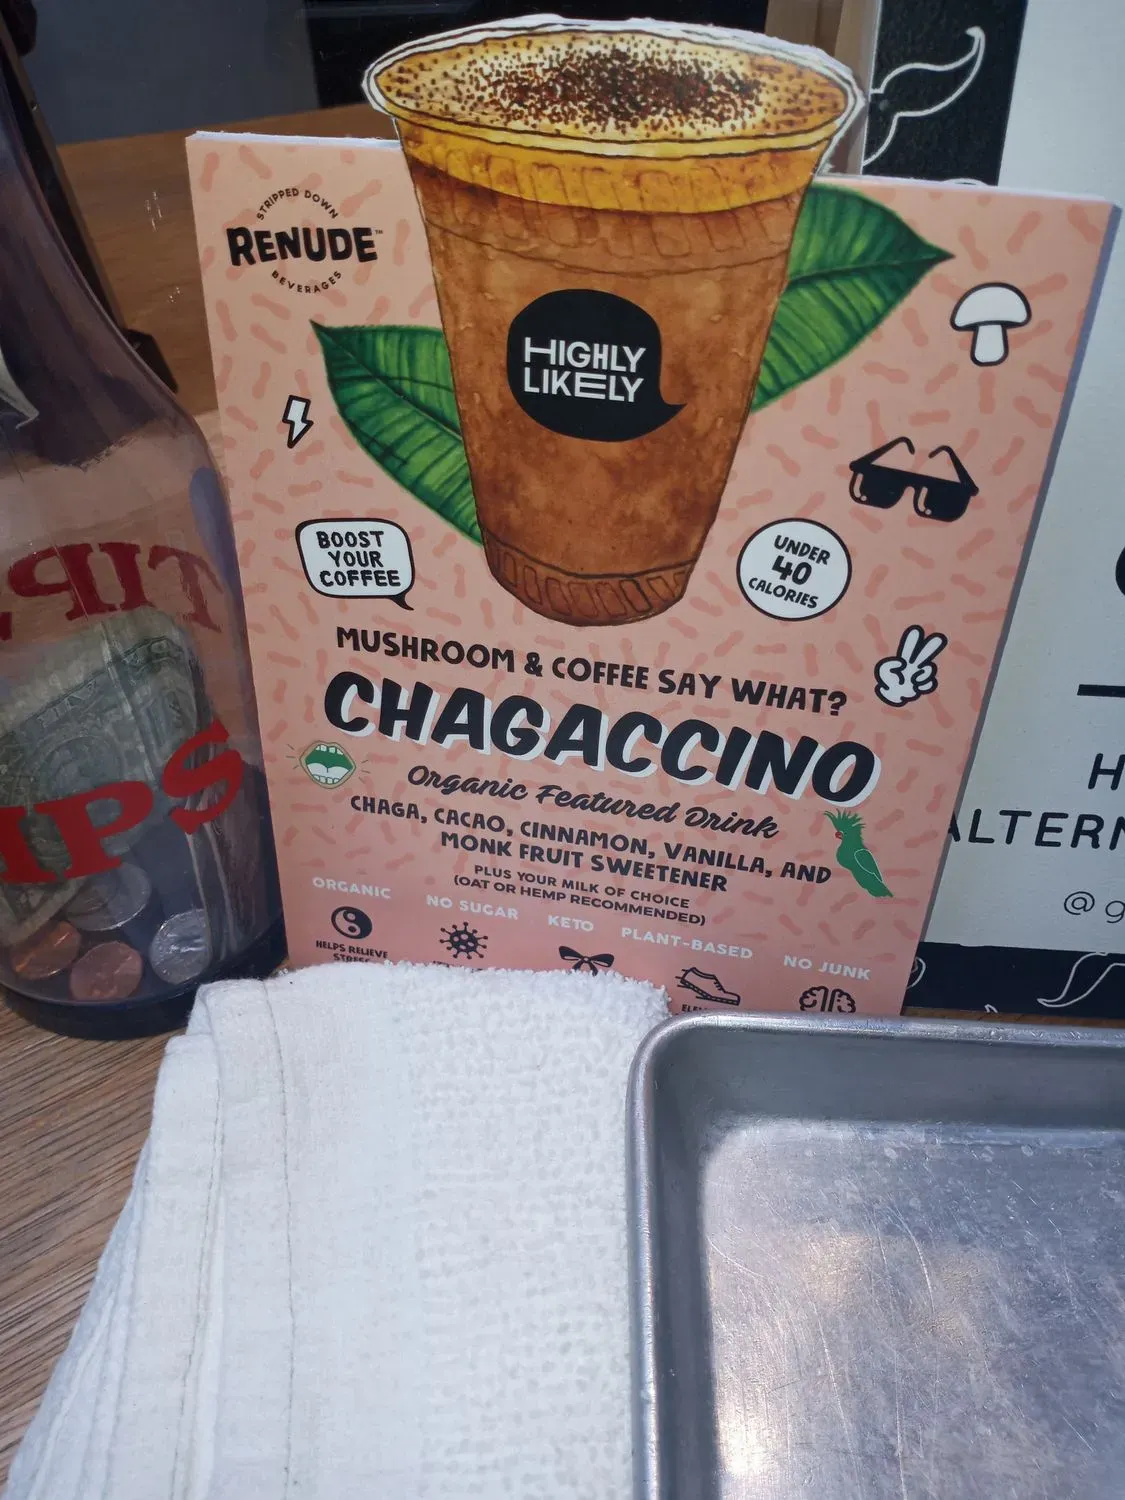 STRIPPED DOWN
RENUDE™
BEVERAGES
HIGHLY
LIKELY
BOOST
YOUR
COFFEE
UNDER
40
CALORIES
MUSHROOM & COFFEE SAY WHAT?
CHAGACCINO
Organic Featured Drink
CHAGA, CACAO, CINNAMON, VANILLA, AND
MONK FRUIT SWEETENER
PLUS YOUR MILK OF CHOICE
(OAT OR HEMP RECOMMENDED)
ORGANIC NO SUGAR KETO PLANT-BASED NO JUNK
HELPS RELIEVE
STRESS
TIPS
TIPS